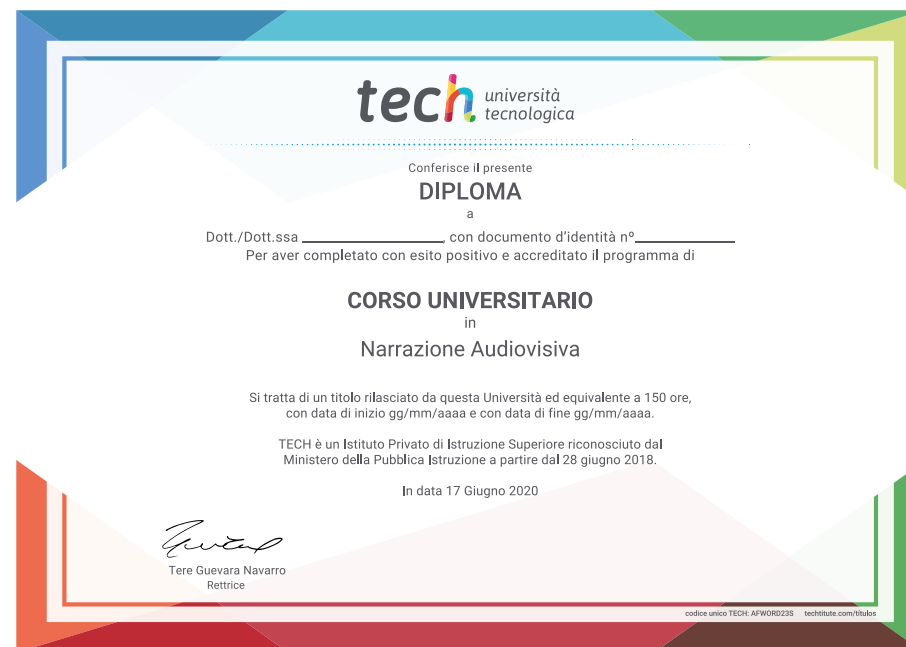 tech università
tecnologica
Conferisce il presente
DIPLOMA
a
Dott./Dott.ssa ____________________, con documento d'identità nº______________
Per aver completato con esito positivo e accreditato il programma di
CORSO UNIVERSITARIO
in
Narrazione Audiovisiva
Si tratta di un titolo rilasciato da questa Università ed equivalente a 150 ore,
con data di inizio gg/mm/aaaa e con data di fine gg/mm/aaaa.
TECH è un Istituto Privato di Istruzione Superiore riconosciuto dal
Ministero della Pubblica Istruzione a partire dal 28 giugno 2018.
In data 17 Giugno 2020
Tere Guevara Navarro
Rettrice
codice unico TECH: AFWORD23S techtitute.com/títulos